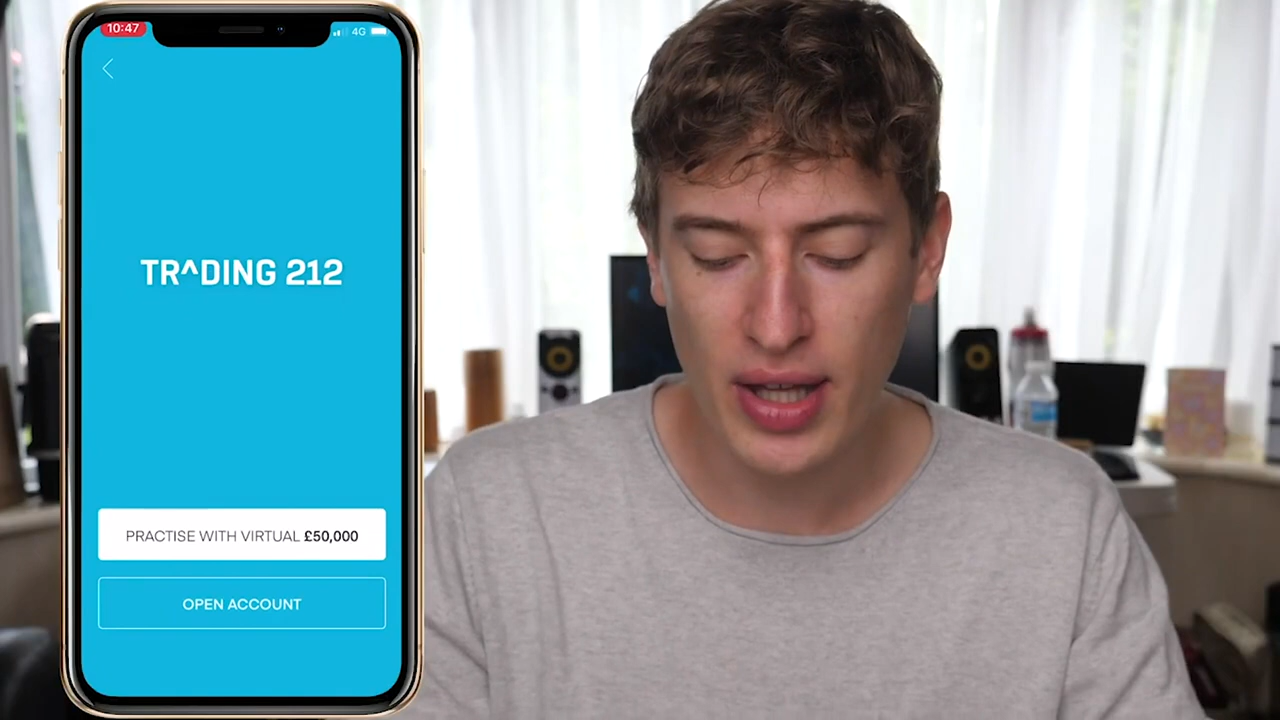 10:47
4G
TR^DING 212
PRACTISE WITH VIRTUAL £50,000
OPEN ACCOUNT